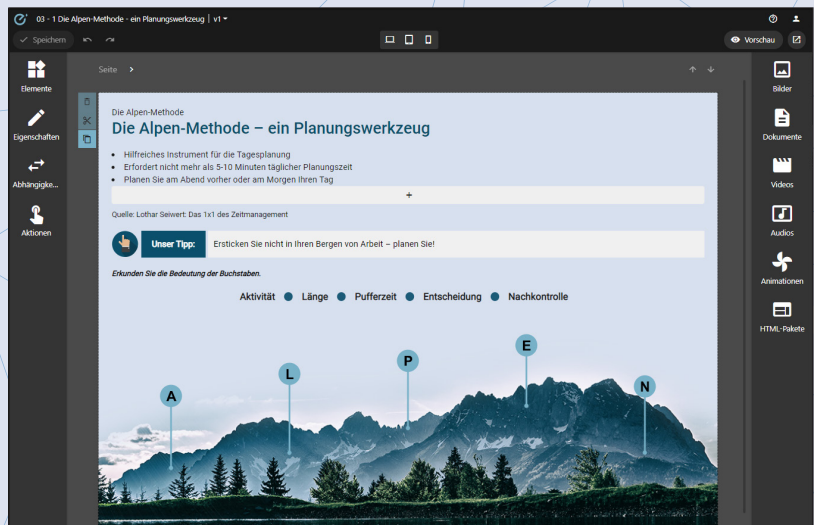 03 - 1 Die Alpen-Methode - ein Planungswerkzeug | v1
Speichern
Vorschau
Elemente
Eigenschaften
Abhängigke...
Aktionen
Seite
Die Alpen-Methode
Die Alpen-Methode – ein Planungswerkzeug
• Hilfreiches Instrument für die Tagesplanung
• Erfordert nicht mehr als 5-10 Minuten täglicher Planungszeit
• Planen Sie am Abend vorher oder am Morgen Ihren Tag
+
Quelle: Lothar Seiwert: Das 1x1 des Zeitmanagement
Unser Tipp: Ersticken Sie nicht in Ihren Bergen von Arbeit – planen Sie!
Erkunden Sie die Bedeutung der Buchstaben.
Aktivität ● Länge ● Pufferzeit ● Entscheidung ● Nachkontrolle
A
L
P
E
N
Bilder
Dokumente
Videos
Audios
Animationen
HTML-Pakete